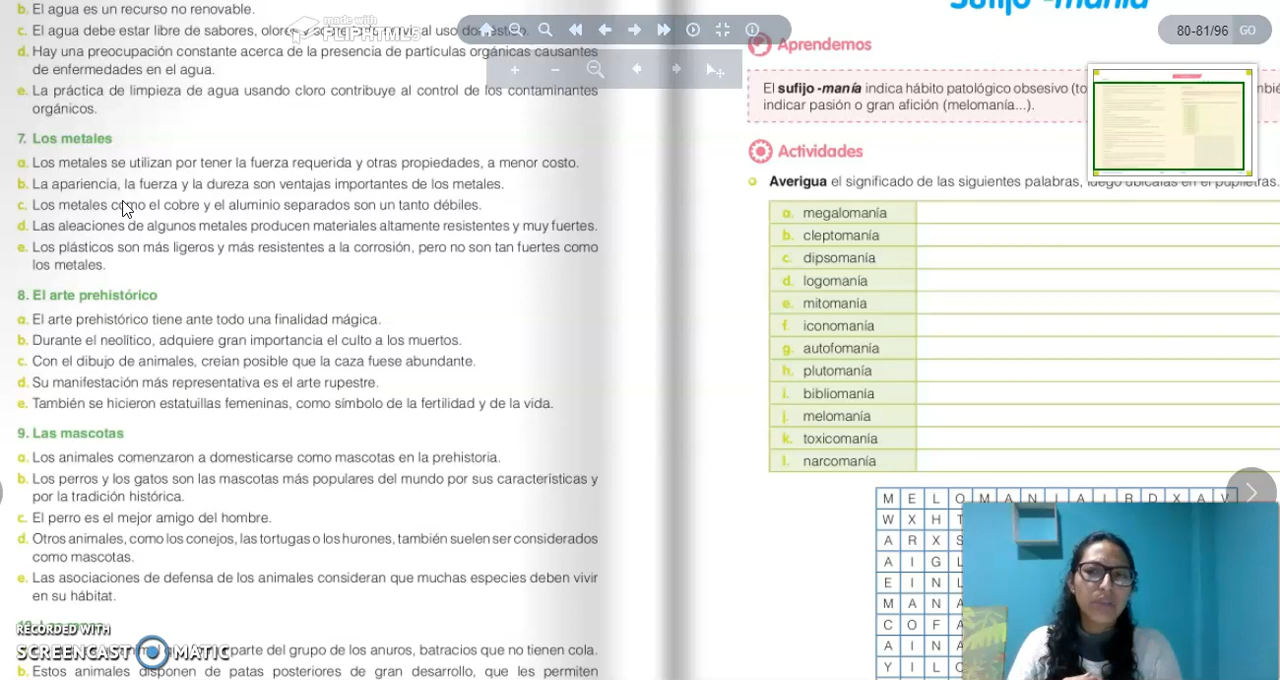 b. El agua es un recurso no renovable.
c. El agua debe estar libre de sabores, al uso
d. Hay una preocupación constante acerca de la presencia de partículas orgánicas causantes
de enfermedades en el agua.
e. La práctica de limpieza de agua usando cloro contribuye al control de los contaminantes
orgánicos.
7. Los metales
a. Los metales se utilizan por tener la fuerza requerida y otras propiedades, a menor costo.
b. La apariencia, la fuerza y la dureza son ventajas importantes de los metales.
c. Los metales como el cobre y el aluminio separados son un tanto débiles.
d. Las aleaciones de algunos metales producen materiales altamente resistentes y muy fuertes.
e. Los plásticos son más ligeros y más resistentes a la corrosión, pero no son tan fuertes como
los metales.
8. El arte prehistórico
a. El arte prehistórico tiene ante todo una finalidad mágica.
b. Durante el neolítico, adquiere gran importancia el culto a los muertos.
c. Con el dibujo de animales, creían posible que la caza fuese abundante.
d. Su manifestación más representativa es el arte rupestre.
e. También se hicieron estatuillas femeninas, como símbolo de la fertilidad y de la vida.
9. Las mascotas
a. Los animales comenzaron a domesticarse como mascotas en la prehistoria.
b. Los perros y los gatos son las mascotas más populares del mundo por sus características y
por la tradición histórica.
c. El perro es el mejor amigo del hombre.
d. Otros animales, como los conejos, las tortugas o los hurones, también suelen ser considerados
como mascotas.
e. Las asociaciones de defensa de los animales consideran que muchas especies deben vivir
en su hábitat.
RECORDED WITH
SCREENCAST MATIC
parte del grupo de los anuros, batracios que no tienen cola.
b. Estos animales disponen de patas posteriores de gran desarrollo, que les permiten
made with
FLIPHTML5
80-81/96 GO
Sufijo -manía
Aprendemos
El sufijo -manía indica hábito patológico obsesivo
indicar pasión o gran afición (melomanía...).
Actividades
Averigua el significado de las siguientes palabras, luego ubícalas en el pupiletras.
a. megalomanía
b. cleptomanía
c. dipsomanía
d. logomanía
e. mitomanía
f. iconomanía
g. autofomanía
h. plutomanía
i. bibliomanía
j. melomanía
k. toxicomanía
l. narcomanía
M E L O M A N I A I R D X A V
W X H T
A R X S
A I G L
E I N L
M A N A
C O F A
A I N A
Y I L